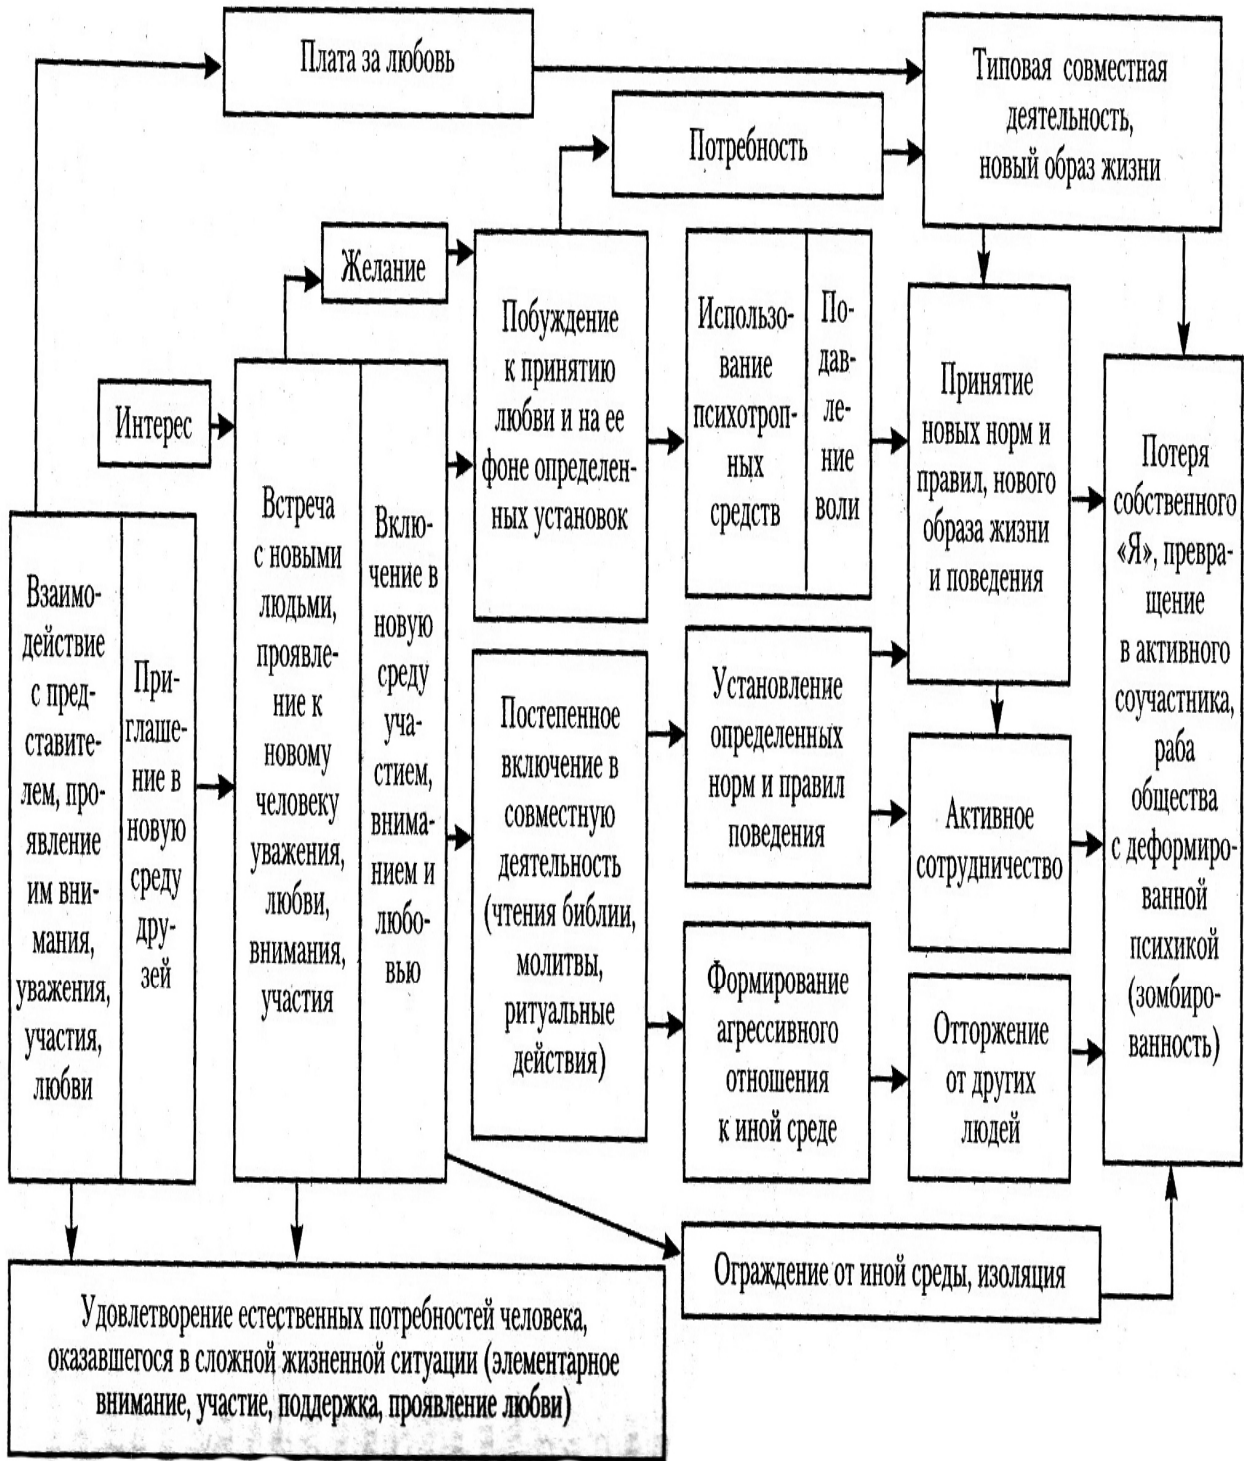 Плата за любовь
Типовая совместная
деятельность,
новый образ жизни
Потребность
Желание
Интерес
Взаимо-
действие
с пред-
ставите-
лем, про-
явление
им вни-
мания,
уважения,
участия,
любви
При-
глаше-
ние в
новую
среду
дру-
зей
Встреча
с новыми
людьми,
проявле-
ние к
новому
человеку
уважения,
любви,
внимания,
участия
Вклю-
чение в
новую
среду
уча-
стием,
внима-
нием и
любо-
вью
Побуждение
к принятию
любви и на ее
фоне определен-
ных установок
Постепенное
включение в
совместную
деятельность
(чтения библии,
молитвы,
ритуальные
действия)
Использо-
вание
психотроп-
ных
средств
По-
дав-
ле-
ние
воли
Установление
определенных
норм и правил
поведения
Формирование
агрессивного
отношения
к иной среде
Принятие
новых норм и
правил, нового
образа жизни
и поведения
Активное
сотрудничество
Отторжение
от других
людей
Потеря
собственного
«Я», превра-
щение
в активного
соучастника,
раба
общества
с деформиро-
ванной
психикой
(зомбиро-
ванность)
Ограждение от иной среды, изоляция
Удовлетворение естественных потребностей человека,
оказавшегося в сложной жизненной ситуации (элементарное
внимание, участие, поддержка, проявление любви)